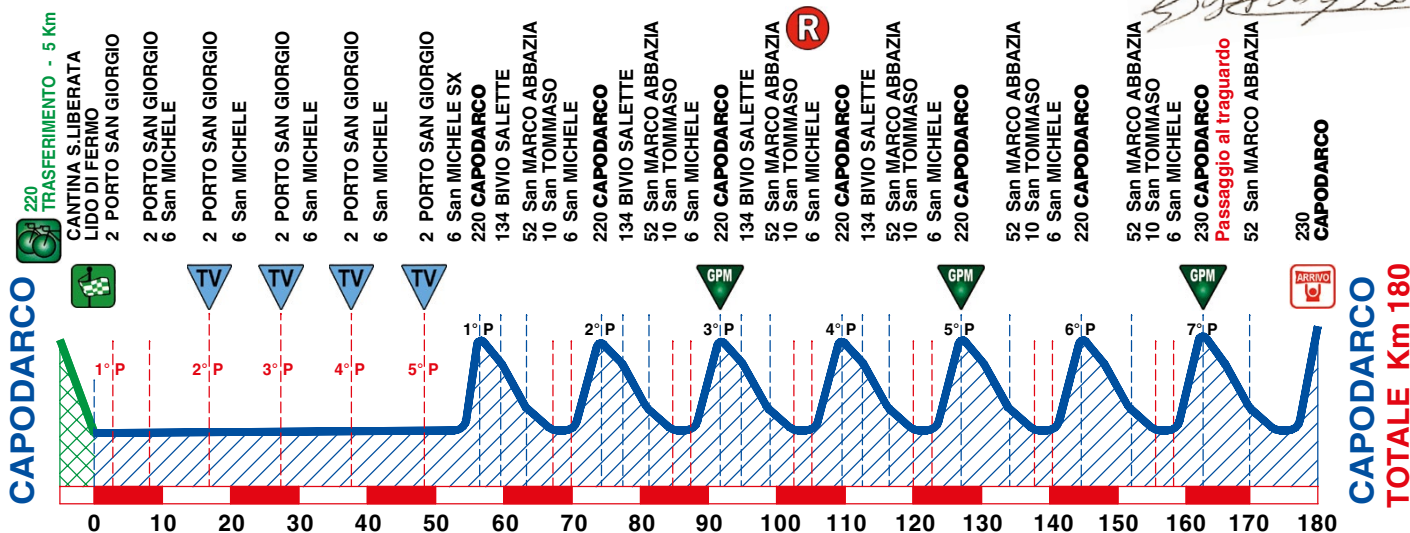 220
TRASFERIMENTO - 5 Km
CANTINA S.LIBERATA
LIDO DI FERMO
2 PORTO SAN GIORGIO
2 PORTO SAN GIORGIO
6 San MICHELE
2 PORTO SAN GIORGIO
6 San MICHELE
2 PORTO SAN GIORGIO
6 San MICHELE
2 PORTO SAN GIORGIO
6 San MICHELE
2 PORTO SAN GIORGIO
6 San MICHELE SX
220 CAPODARCO
134 BIVIO SALETTE
52 San MARCO ABBAZIA
10 San TOMMASO
6 San MICHELE
220 CAPODARCO
134 BIVIO SALETTE
52 San MARCO ABBAZIA
10 San TOMMASO
6 San MICHELE
220 CAPODARCO
134 BIVIO SALETTE
52 San MARCO ABBAZIA
10 San TOMMASO
6 San MICHELE
220 CAPODARCO
134 BIVIO SALETTE
52 San MARCO ABBAZIA
10 San TOMMASO
6 San MICHELE
220 CAPODARCO
52 San MARCO ABBAZIA
10 San TOMMASO
6 San MICHELE
220 CAPODARCO
52 San MARCO ABBAZIA
10 San TOMMASO
6 San MICHELE
230 CAPODARCO
Passaggio al traguardo
52 San MARCO ABBAZIA
230
CAPODARCO
R
TV
TV
TV
TV
GPM
GPM
GPM
ARRIVO
1° P
2° P
3° P
4° P
5° P
6° P
7° P
1° P
2° P
3° P
4° P
5° P
CAPODARCO
CAPODARCO
TOTALE Km 180
0 10 20 30 40 50 60 70 80 90 100 110 120 130 140 150 160 170 180